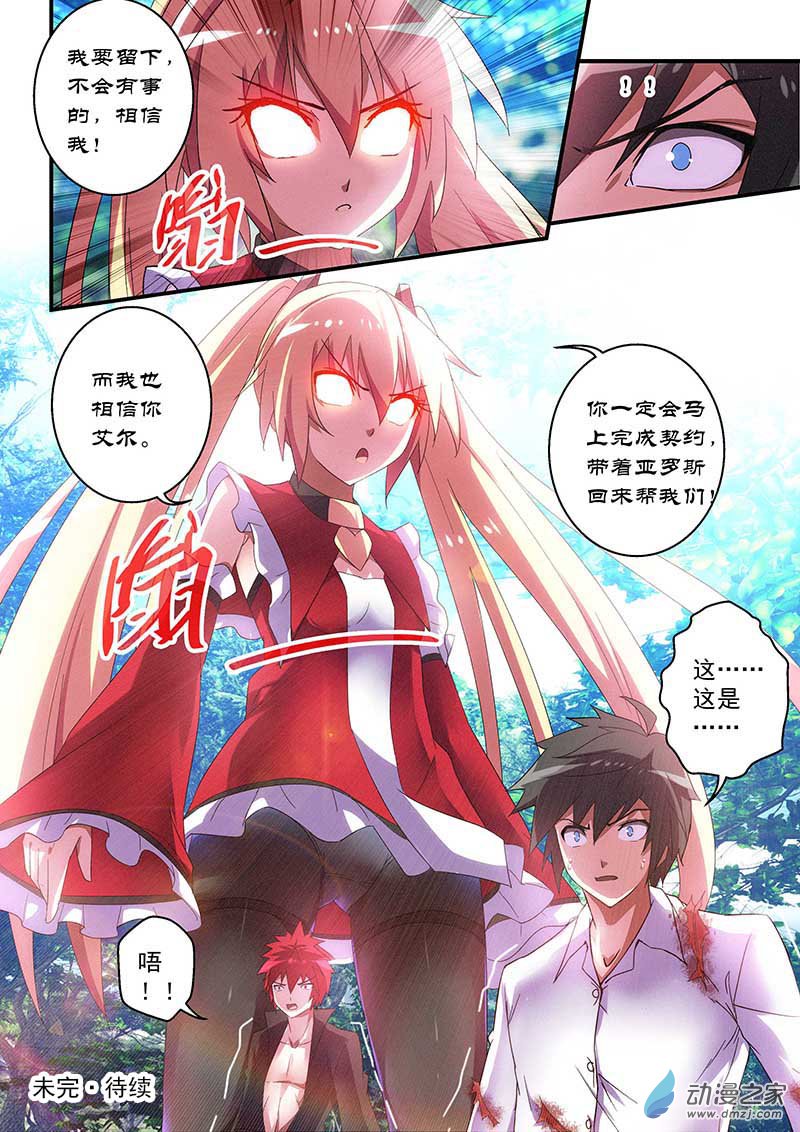 我要留下，
不会有事
的，相信
我！
！！
嗡一
而我也
相信你
艾尔。
你一定会马
上完成契约，
带着亚罗斯
回来帮我们！
嗡一
这……
这是
……
唔
！！
未完·待续
动漫之家
www.dmzj.com